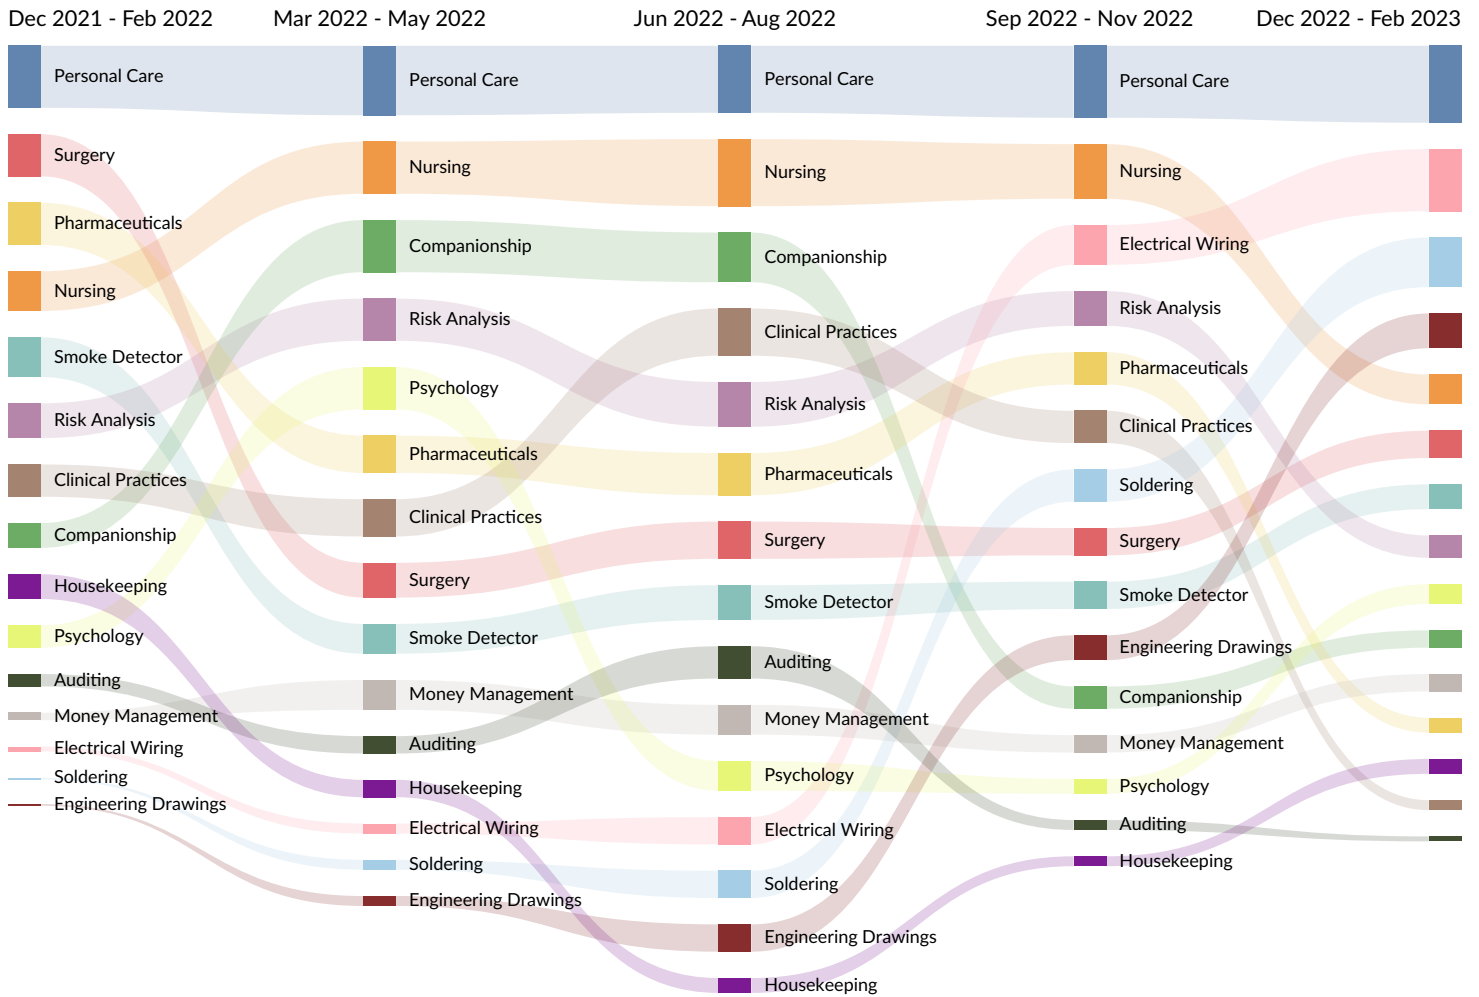 Dec 2021 - Feb 2022
Mar 2022 - May 2022
Jun 2022 - Aug 2022
Sep 2022 - Nov 2022
Dec 2022 - Feb 2023
Personal Care
Surgery
Pharmaceuticals
Nursing
Smoke Detector
Risk Analysis
Clinical Practices
Companionship
Housekeeping
Psychology
Auditing
Money Management
Electrical Wiring
Soldering
Engineering Drawings
Personal Care
Nursing
Companionship
Risk Analysis
Psychology
Pharmaceuticals
Clinical Practices
Surgery
Smoke Detector
Money Management
Auditing
Housekeeping
Electrical Wiring
Soldering
Engineering Drawings
Personal Care
Nursing
Companionship
Clinical Practices
Risk Analysis
Pharmaceuticals
Surgery
Smoke Detector
Auditing
Money Management
Psychology
Electrical Wiring
Soldering
Engineering Drawings
Housekeeping
Personal Care
Nursing
Electrical Wiring
Risk Analysis
Pharmaceuticals
Clinical Practices
Soldering
Surgery
Smoke Detector
Engineering Drawings
Companionship
Money Management
Psychology
Auditing
Housekeeping